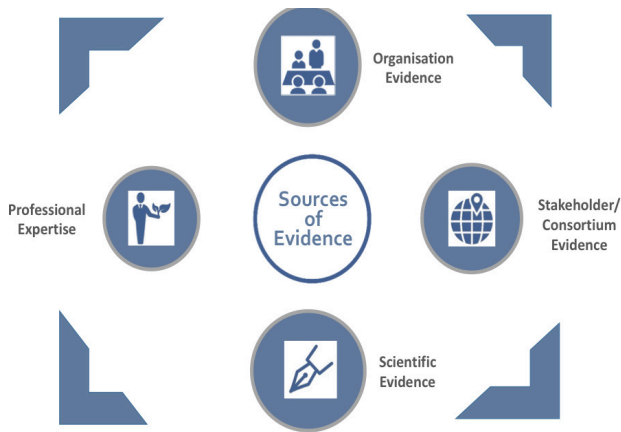 Organisation
Evidence
Professional
Expertise
Sources
of
Evidence
Stakeholder/
Consortium
Evidence
Scientific
Evidence